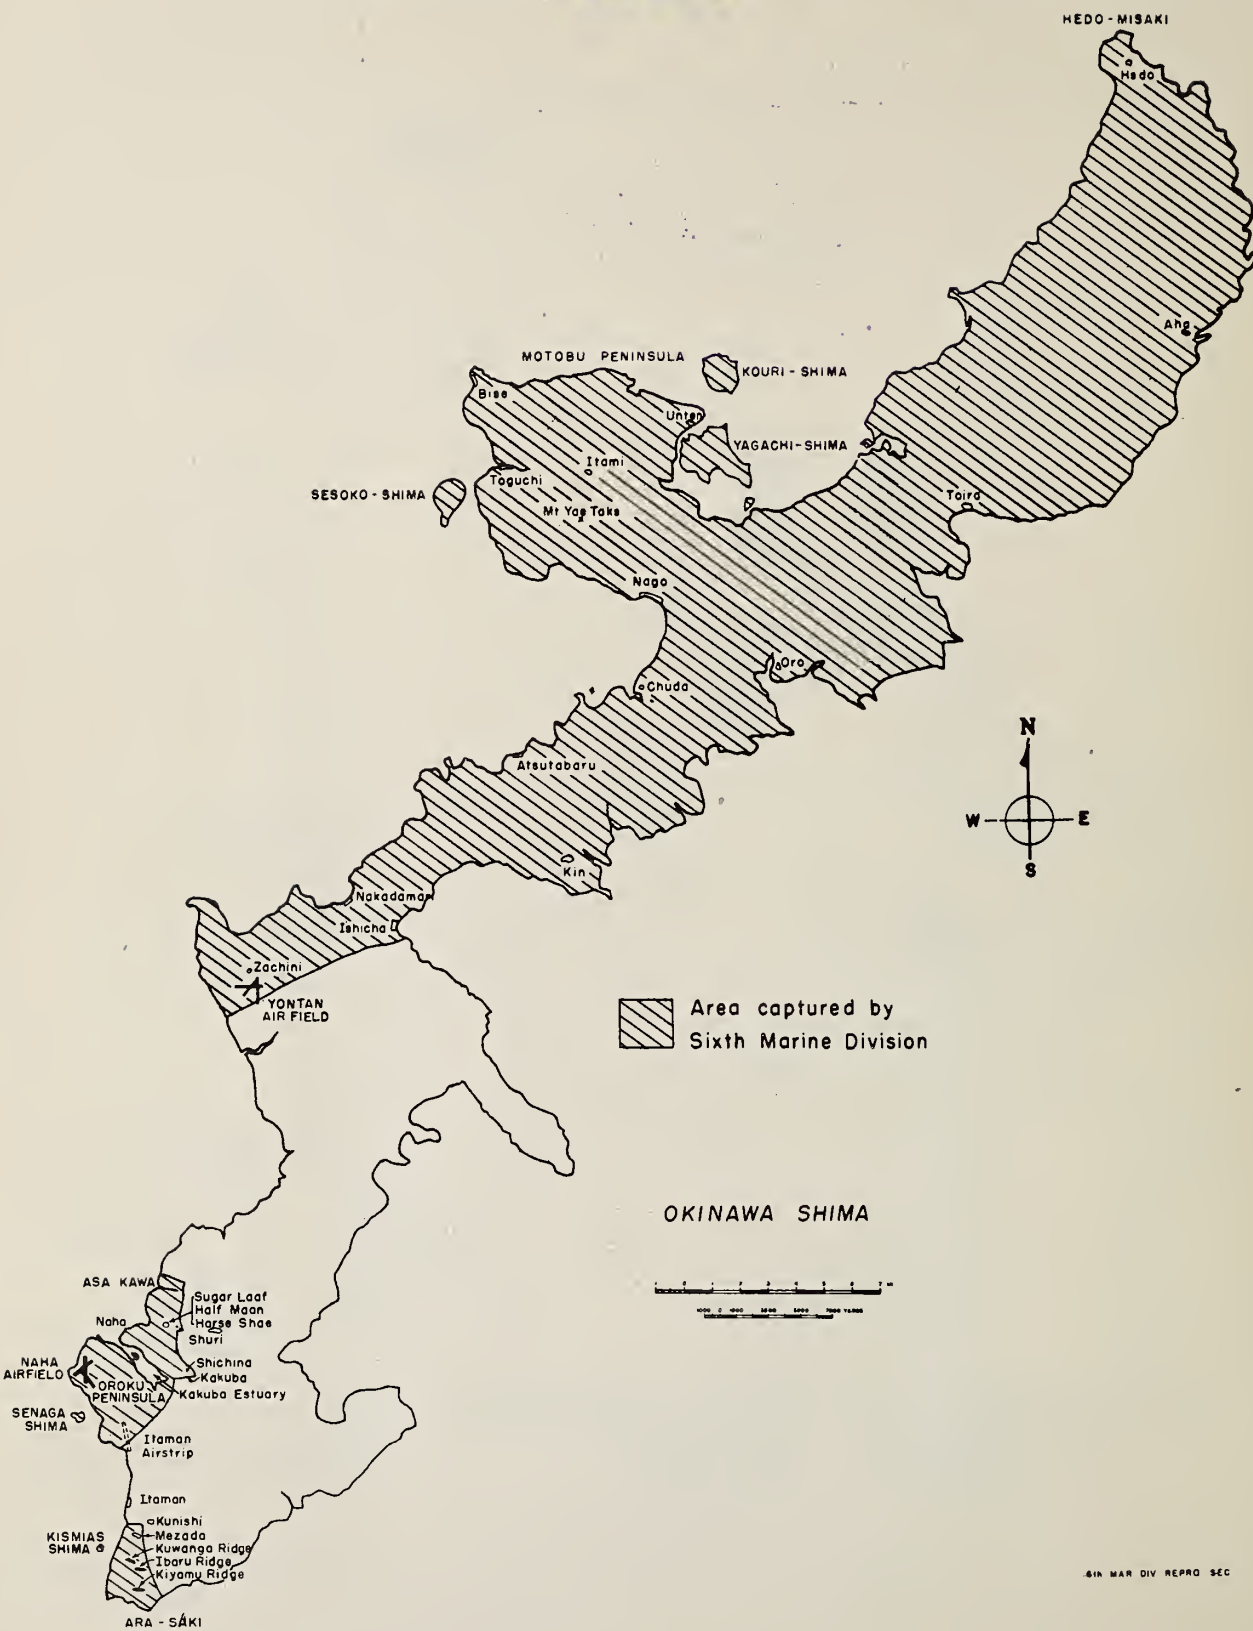 HEDO-MISAKI
Hedo
Aha
MOTOBU PENINSULA
KOURI-SHIMA
Bise
Unten
YAGACHI-SHIMA
Itami
Toguchi
SESOKO-SHIMA
Taira
Mt Yae Take
Nago
Oro
Chuda
Atsutabaru
N
W
E
S
Kin
Nakadamari
Ishicha
Zachini
YONTAN
AIR FIELD
Area captured by
Sixth Marine Division
OKINAWA SHIMA
ASA KAWA
Sugar Loaf
Half Moon
Horse Shoe
Naha
Shuri
NAHA
AIRFIELD
Shichina
Kakuba
OROKU
PENINSULA
Kakuba Estuary
SENAGA
SHIMA
Itoman
Airstrip
Itoman
Kunishi
KISMIAS
SHIMA
Mezado
Kuwanga Ridge
Ibaru Ridge
Kiyamu Ridge
ARA-SAKI
6th MAR DIV REPRO SEC